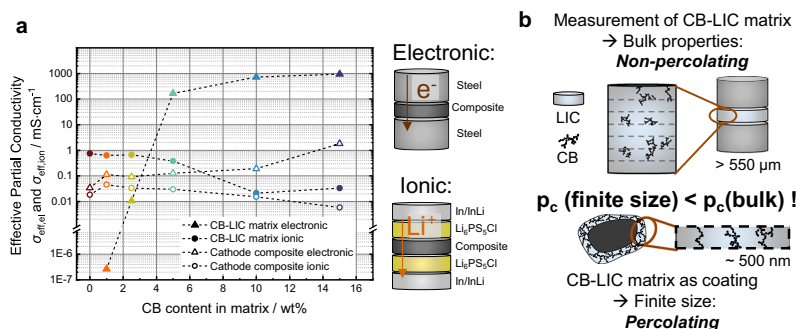 a
Effective Partial Conductivity
σeff,el and σeff,ion / mS·cm⁻¹
1000
100
10
1
0.1
0.01
1E-6
1E-7
CB-LIC matrix electronic
CB-LIC matrix ionic
Cathode composite electronic
Cathode composite ionic
0 2 4 6 8 10 12 14 16
CB content in matrix / wt%
Electronic:
e⁻
Steel
Composite
Steel
Ionic:
Li⁺
In/InLi
Li₆PS₅Cl
Composite
Li₆PS₅Cl
In/InLi
b
Measurement of CB-LIC matrix
→ Bulk properties:
Non-percolating
LIC
CB
> 550 µm
pc (finite size) < pc(bulk) !
~ 500 nm
CB-LIC matrix as coating
→ Finite size:
Percolating